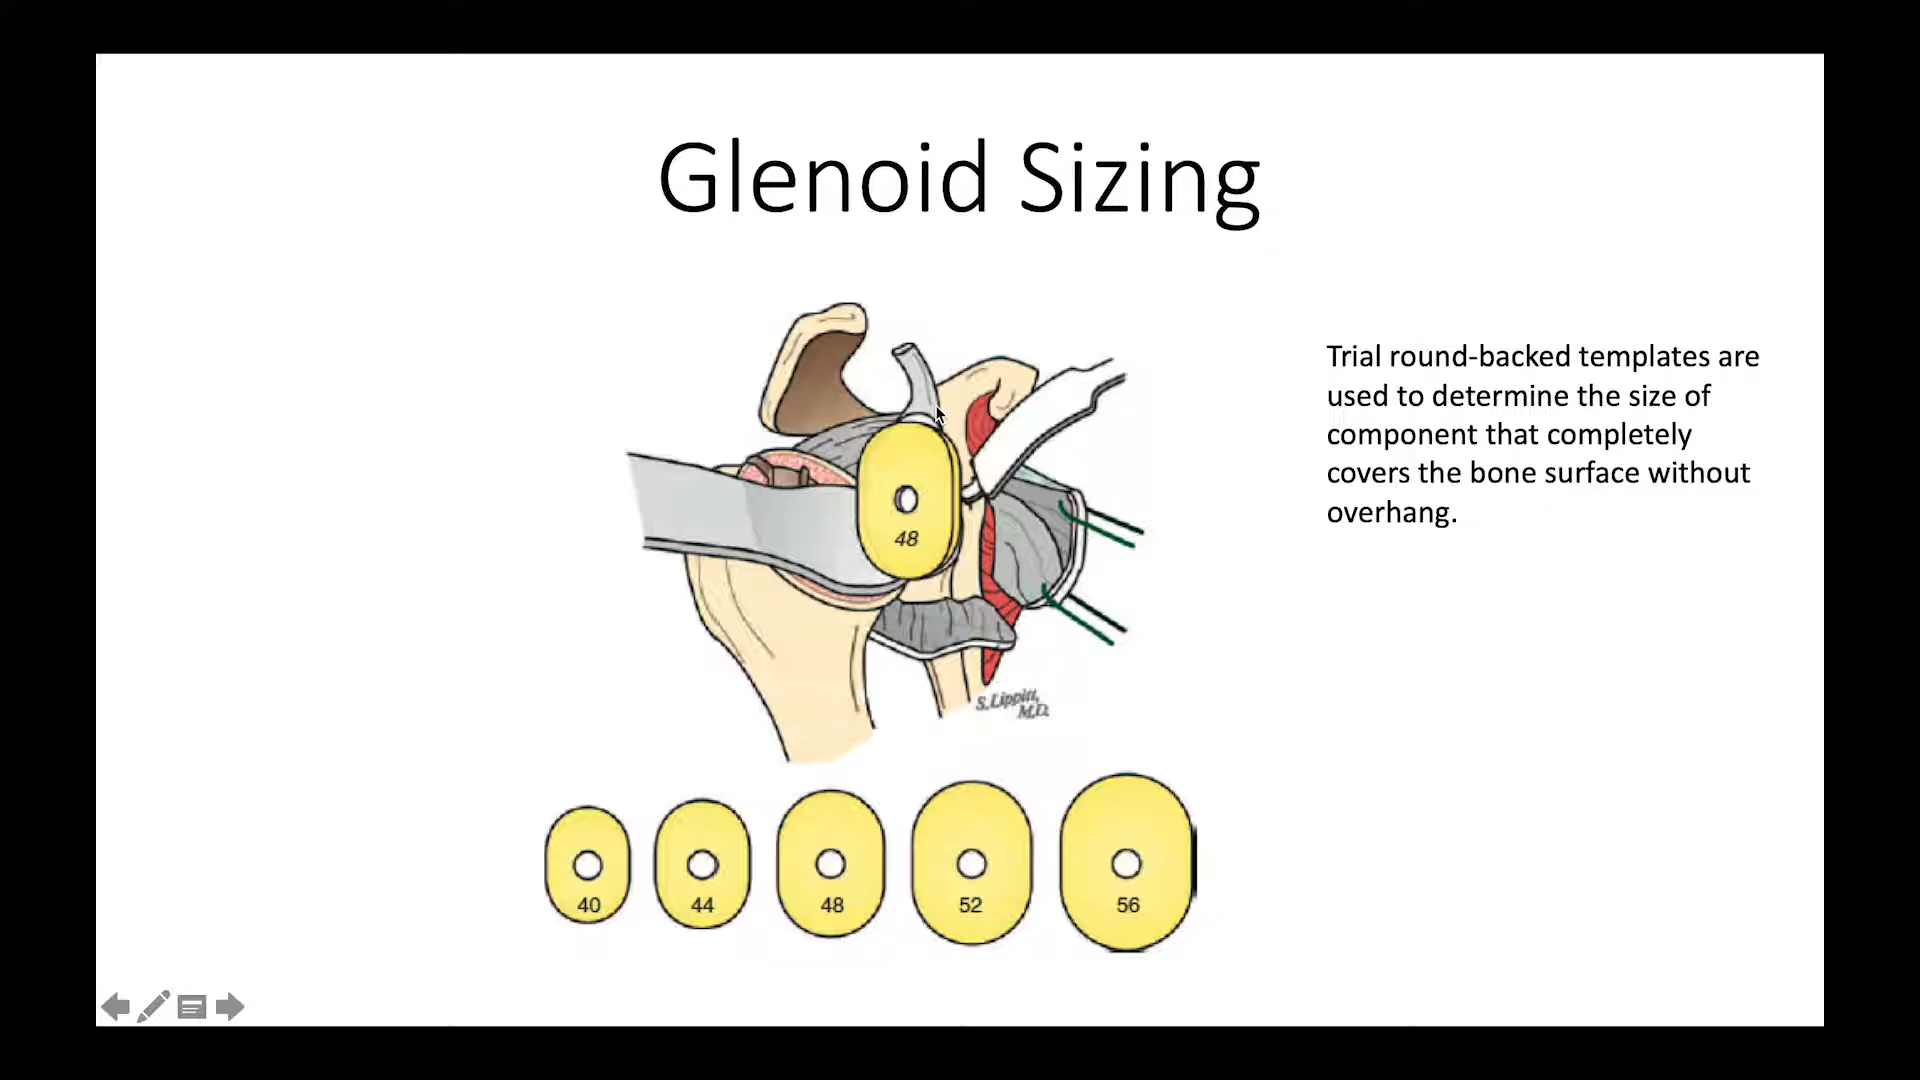 Glenoid Sizing
Trial round-backed templates are
used to determine the size of
component that completely
covers the bone surface without
overhang.
48
S. Lippitt,
M.D.
40 44 48 52 56